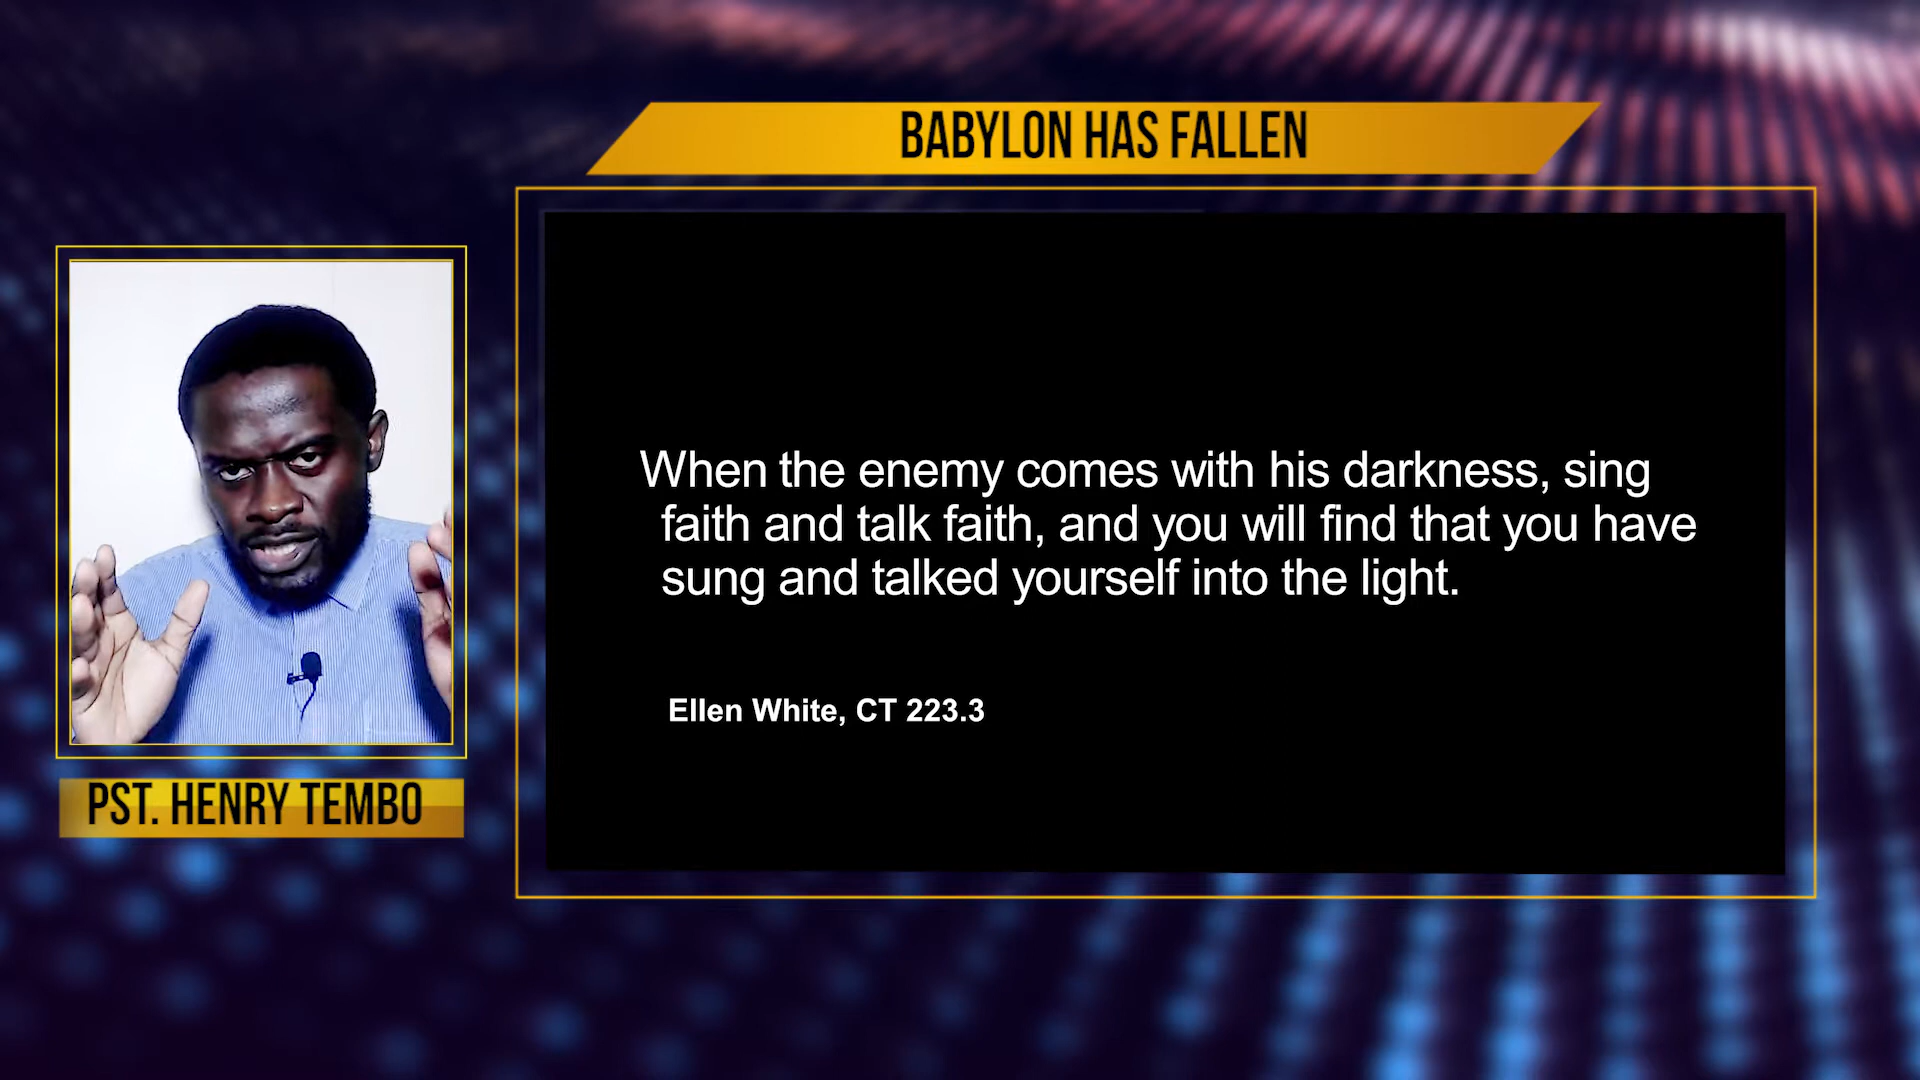 BABYLON HAS FALLEN
When the enemy comes with his darkness, sing
faith and talk faith, and you will find that you have
sung and talked yourself into the light.
Ellen White, CT 223.3
PST. HENRY TEMBO